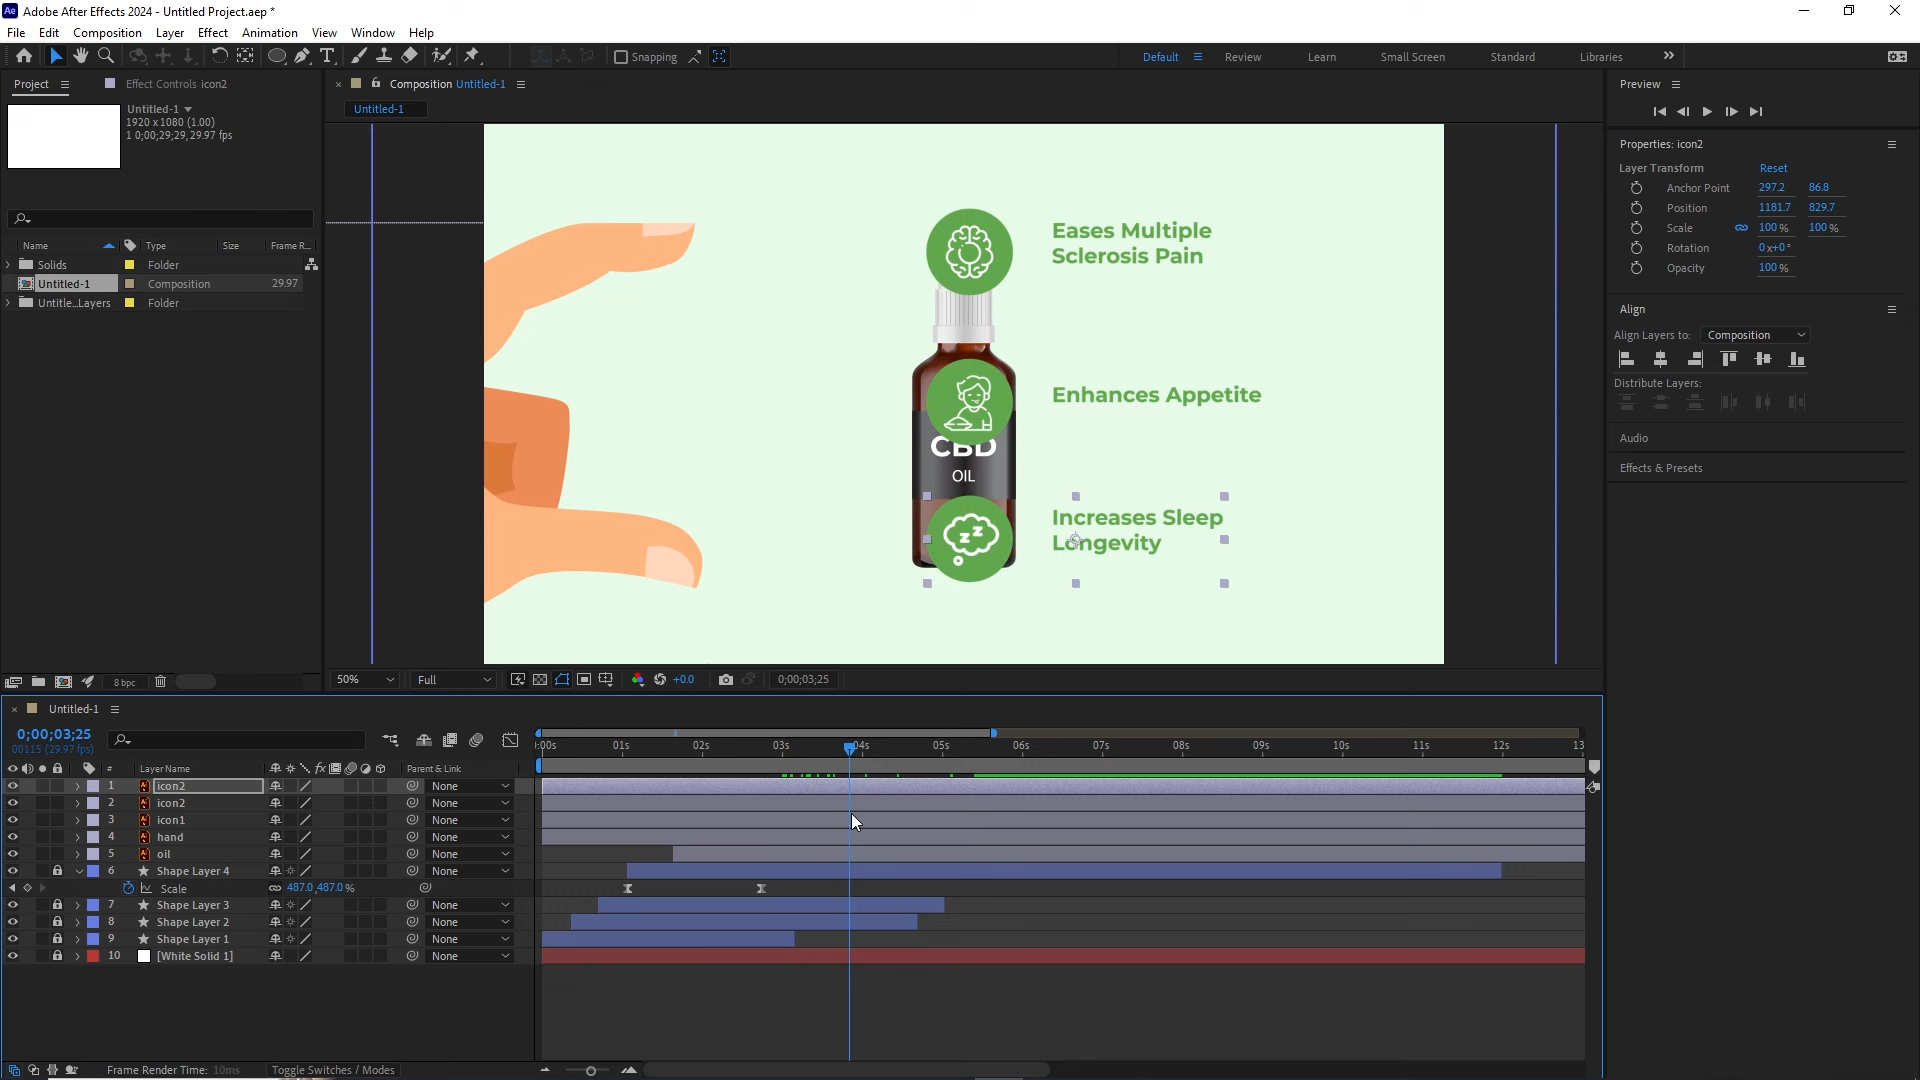 Ae Adobe After Effects 2024 - Untitled Project.aep *
File Edit Composition Layer Effect Animation View Window Help
Snapping
Default Review Learn Small Screen Standard Libraries
Project Effect Controls icon2
Untitled-1
1920 x 1080 (1.00)
1 0;00;29;29, 29.97 fps
Name Type Size Frame R...
Solids Folder
Untitled-1 Composition 29.97
Untitle..._Layers Folder
8 bpc
Composition Untitled-1
Untitled-1
Eases Multiple
Sclerosis Pain
Enhances Appetite
CBD
OIL
Increases Sleep
Longevity
50% Full +0.0 0;00;03;25
Preview
Properties: icon2
Layer Transform Reset
Anchor Point 297.2 86.8
Position 1181.7 829.7
Scale 100 % 100 %
Rotation 0x+0°
Opacity 100 %
Align
Align Layers to: Composition
Distribute Layers:
Audio
Effects & Presets
Untitled-1
0;00;03;25
00115 (29.97 fps)
:00s 01s 02s 03s 04s 05s 06s 07s 08s 09s 10s 11s 12s 13
# Layer Name Parent & Link
1 icon2 None
2 icon2 None
3 icon1 None
4 hand None
5 oil None
6 Shape Layer 4 None
Scale 487.0,487.0 %
7 Shape Layer 3 None
8 Shape Layer 2 None
9 Shape Layer 1 None
10 [White Solid 1] None
Frame Render Time: 10ms Toggle Switches / Modes